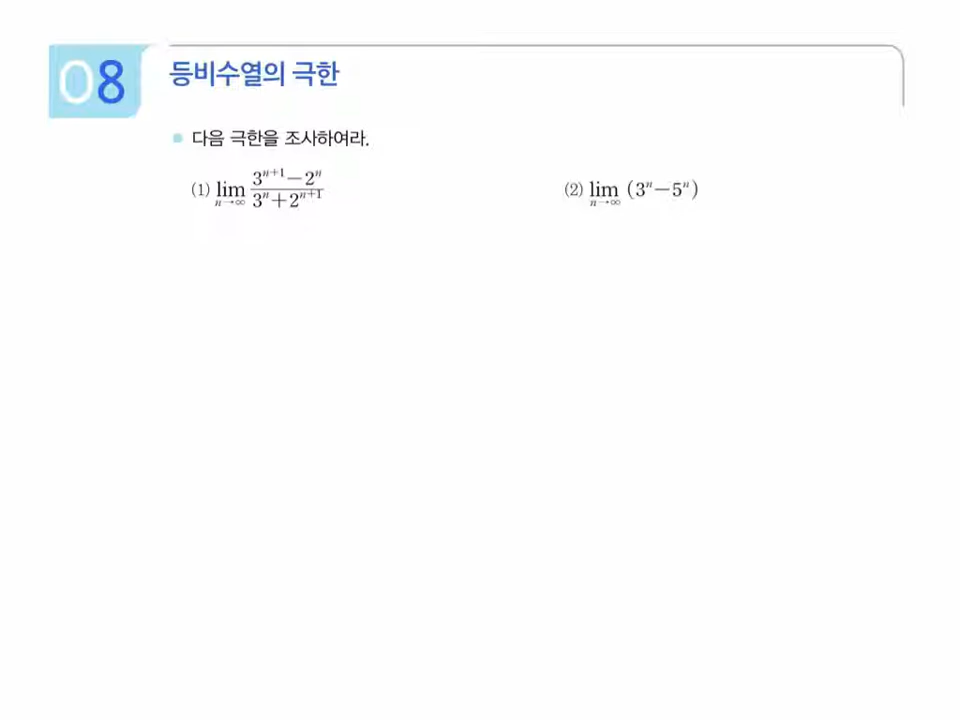 08 등비수열의 극한
다음 극한을 조사하여라.
(1) lim_{n→∞} \frac{3^{n+1}-2^n}{3^n+2^{n+1}} (2) lim_{n→∞} (3^n-5^n)